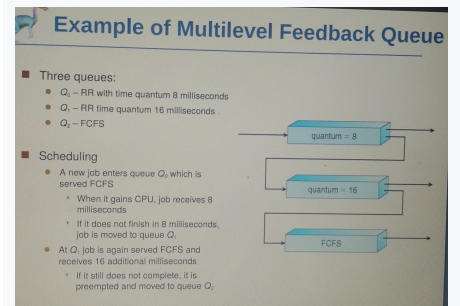 Example of Multilevel Feedback Queue
Three queues:
Q₀ – RR with time quantum 8 milliseconds
Q₁ – RR time quantum 16 milliseconds
Q₂ – FCFS
Scheduling
A new job enters queue Q₀ which is
served FCFS
When it gains CPU, job receives 8
milliseconds
If it does not finish in 8 milliseconds,
job is moved to queue Q₁
At Q₁ job is again served FCFS and
receives 16 additional milliseconds
If it still does not complete, it is
preempted and moved to queue Q₂
quantum = 8
quantum = 16
FCFS